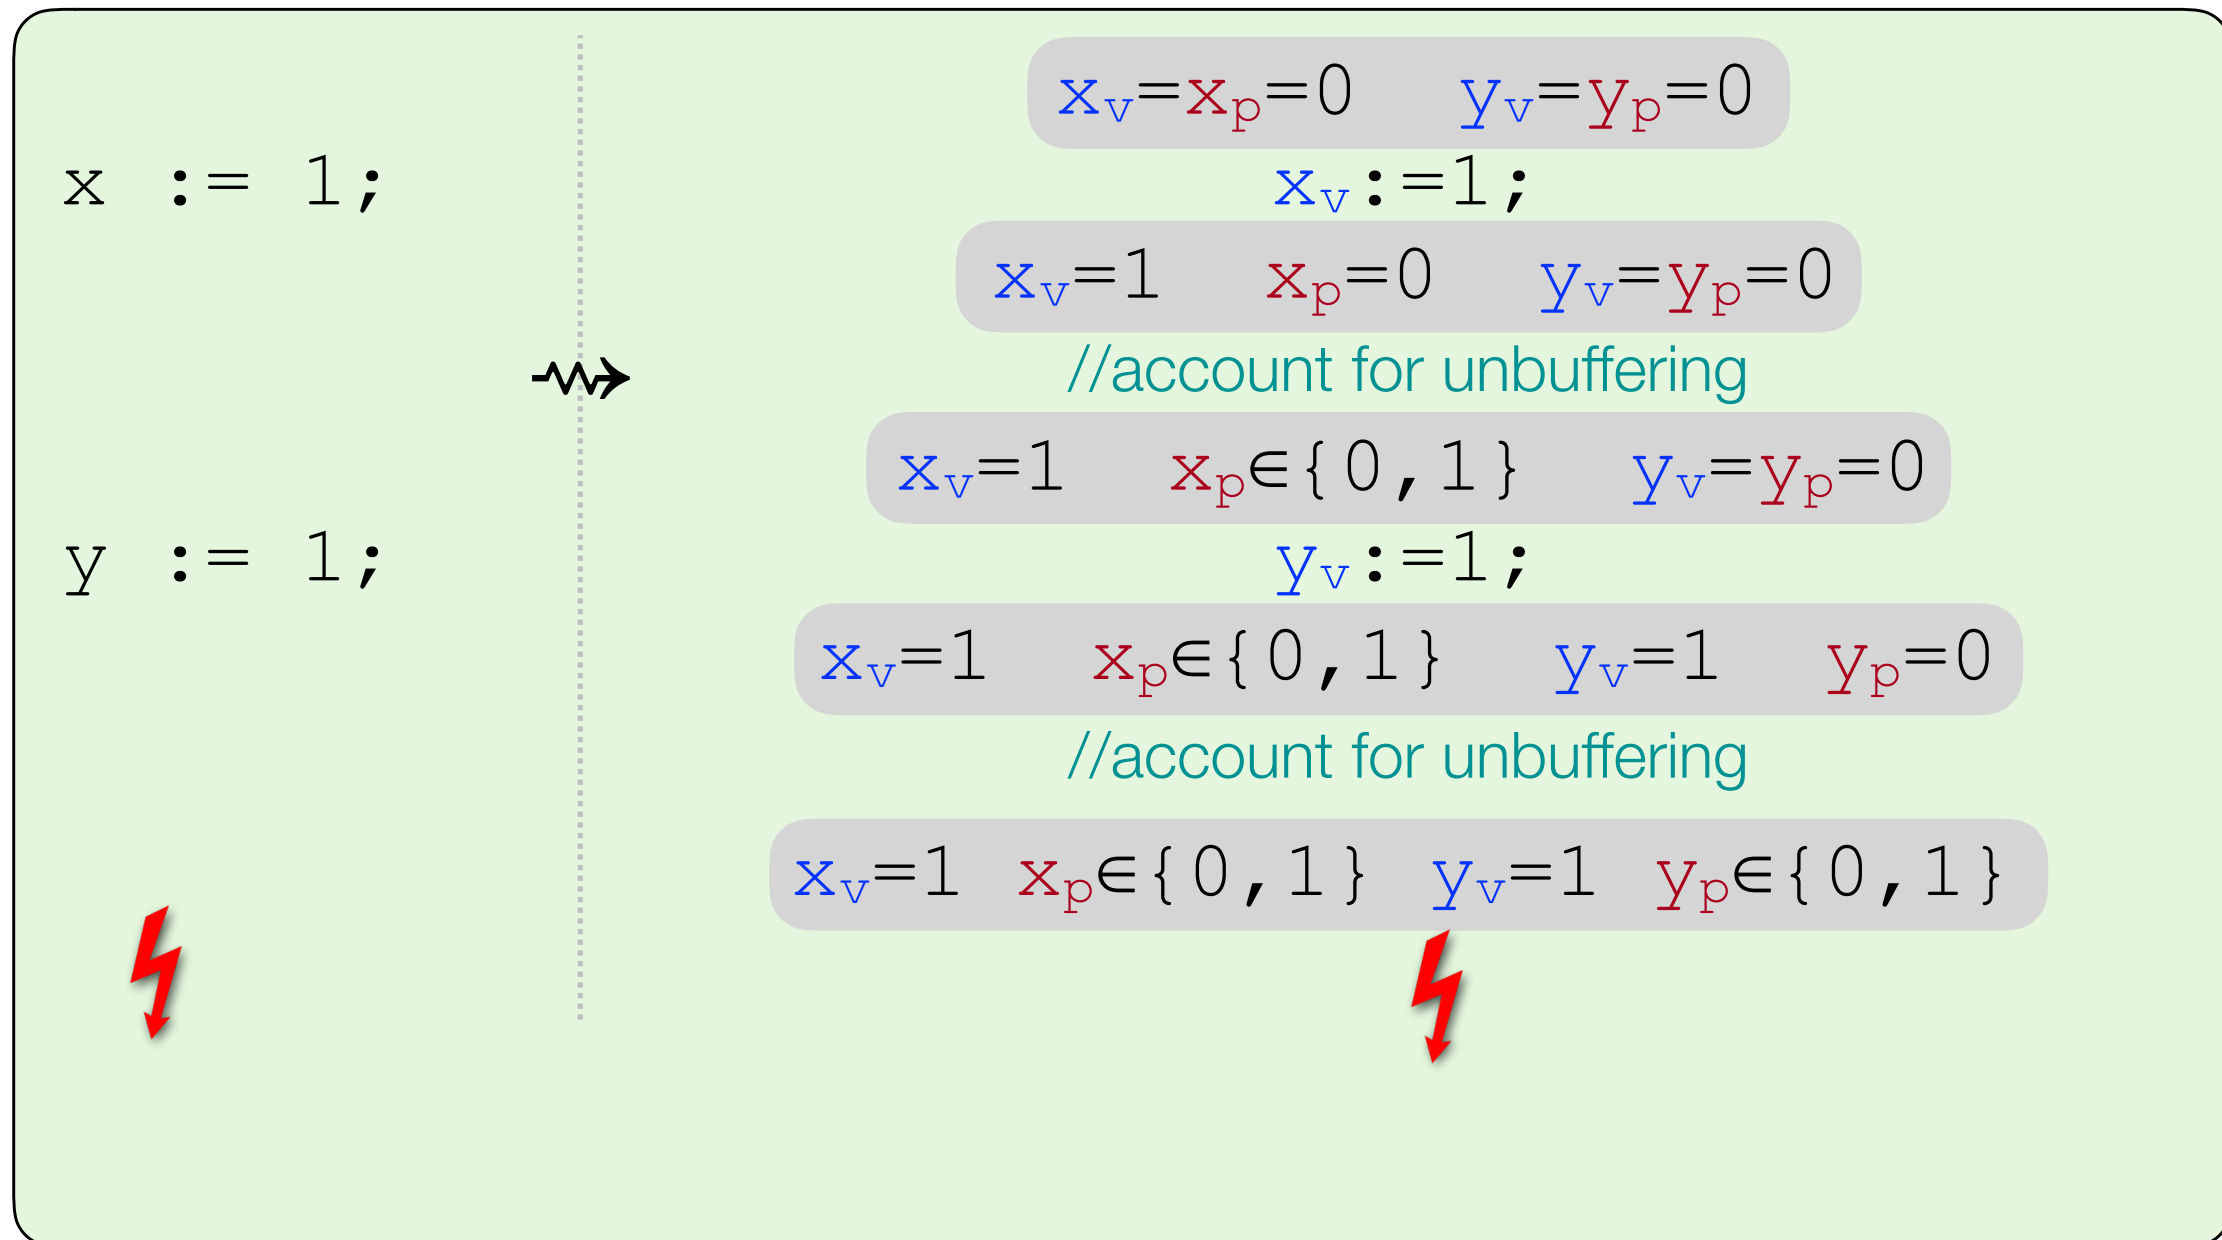 xᵥ=xₚ=0 yᵥ=yₚ=0
x := 1; xᵥ:=1;
xᵥ=1 xₚ=0 yᵥ=yₚ=0
//account for unbuffering
xᵥ=1 xₚ∈{0,1} yᵥ=yₚ=0
y := 1; yᵥ:=1;
xᵥ=1 xₚ∈{0,1} yᵥ=1 yₚ=0
//account for unbuffering
xᵥ=1 xₚ∈{0,1} yᵥ=1 yₚ∈{0,1}